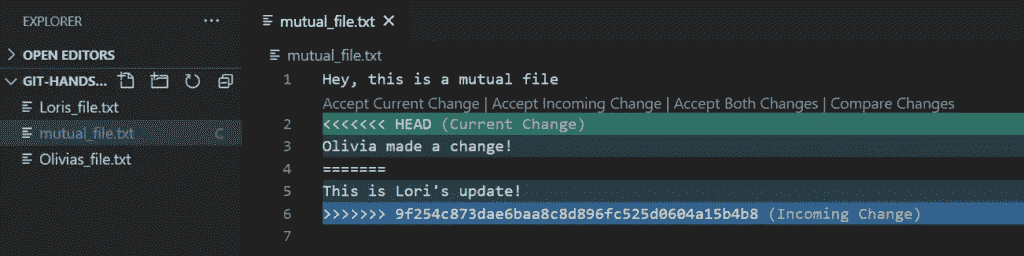 EXPLORER
OPEN EDITORS
GIT-HANDS...
Loris_file.txt
mutual_file.txt C
Olivias_file.txt
mutual_file.txt
mutual_file.txt
1 Hey, this is a mutual file
Accept Current Change | Accept Incoming Change | Accept Both Changes | Compare Changes
2 <<<<<<< HEAD (Current Change)
3 Olivia made a change!
4 =======
5 This is Lori's update!
6 >>>>>>> 9f254c873dae6baa8c8d896fc525d0604a15b4b8 (Incoming Change)
7